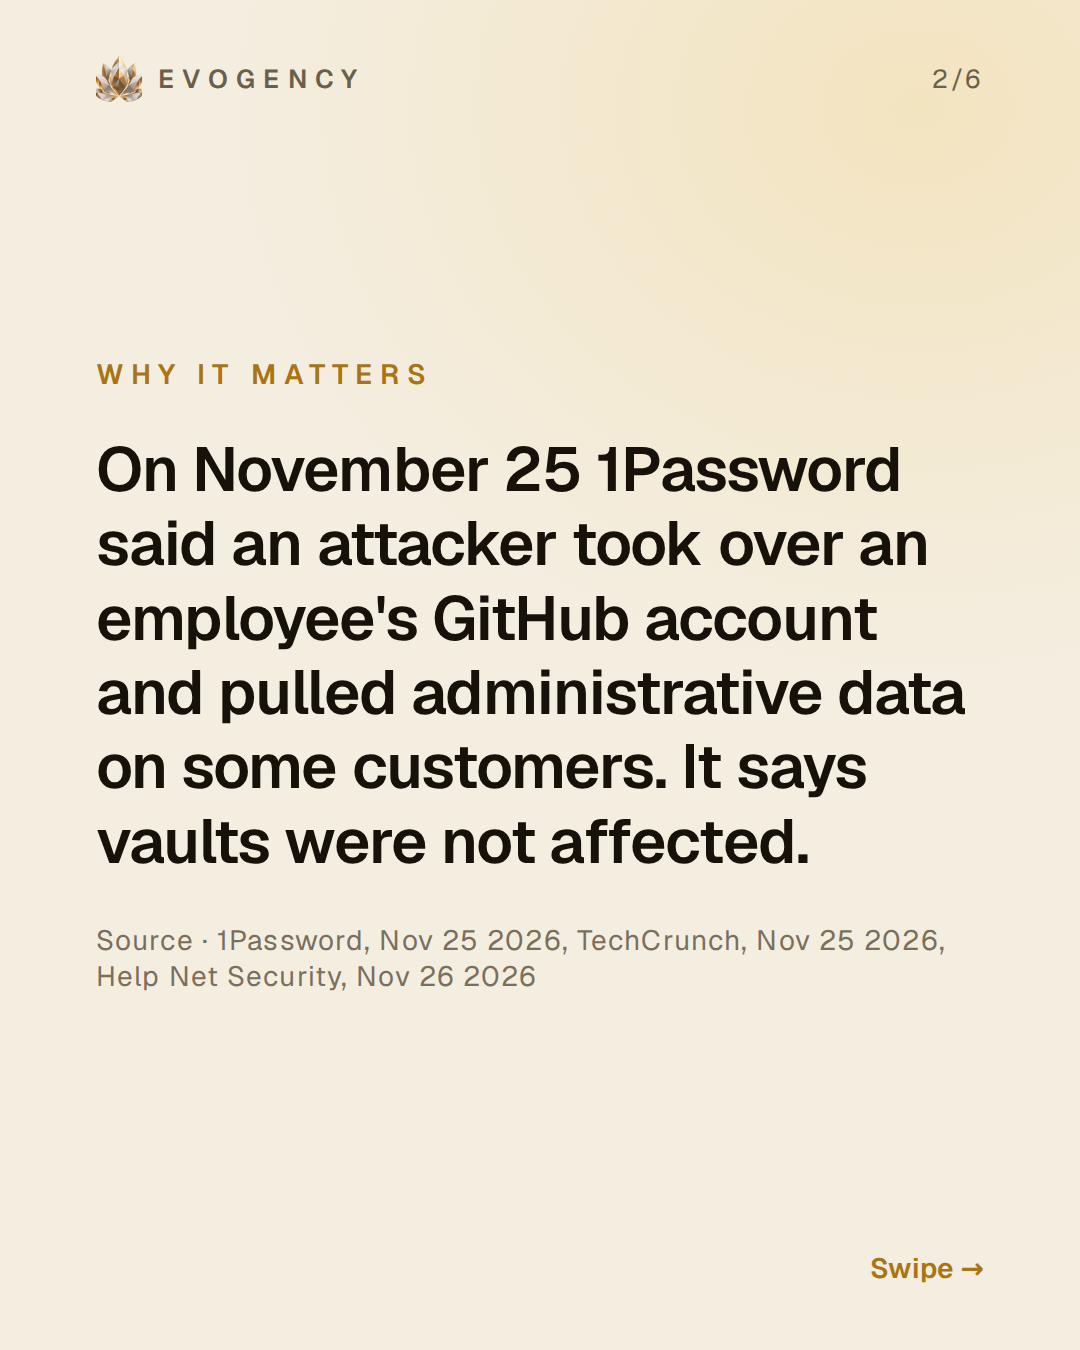 EVOGENCY
2/6
WHY IT MATTERS
On November 25 1Password
said an attacker took over an
employee's GitHub account
and pulled administrative data
on some customers. It says
vaults were not affected.
Source · 1Password, Nov 25 2026, TechCrunch, Nov 25 2026,
Help Net Security, Nov 26 2026
Swipe →